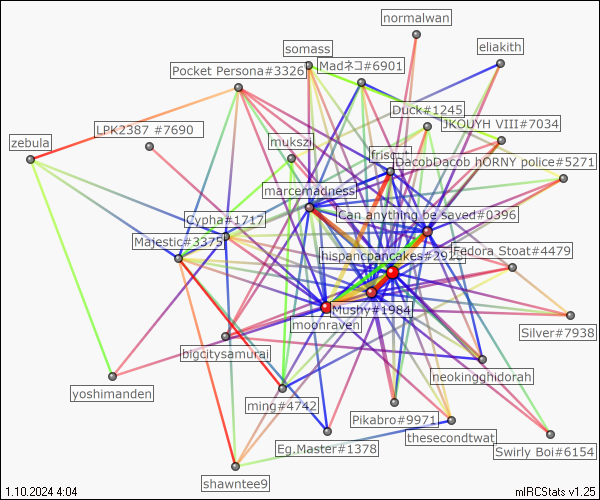 normalwan
somass
eliakith
Madネコ#6901
Pocket Persona#3326
Duck#1245
JKOUYH VIII#7034
LPK2387 #7690
zebula
mukszi
DacobDacob hORNY police#5271
marcemadness
Can anything be saved#0396
Cypha#1717
Majestic#3375
Fedora Stoat#4479
Mushy#1984
moonraven
Silver#7938
bigcitysamurai
neokingghidorah
yoshimanden
ming#4742
Pikabro#9971
thesecondtwat
Eg.Master#1378
Swirly Boi#6154
shawntee9
1.10.2024 4:04
mIRCStats v1.25